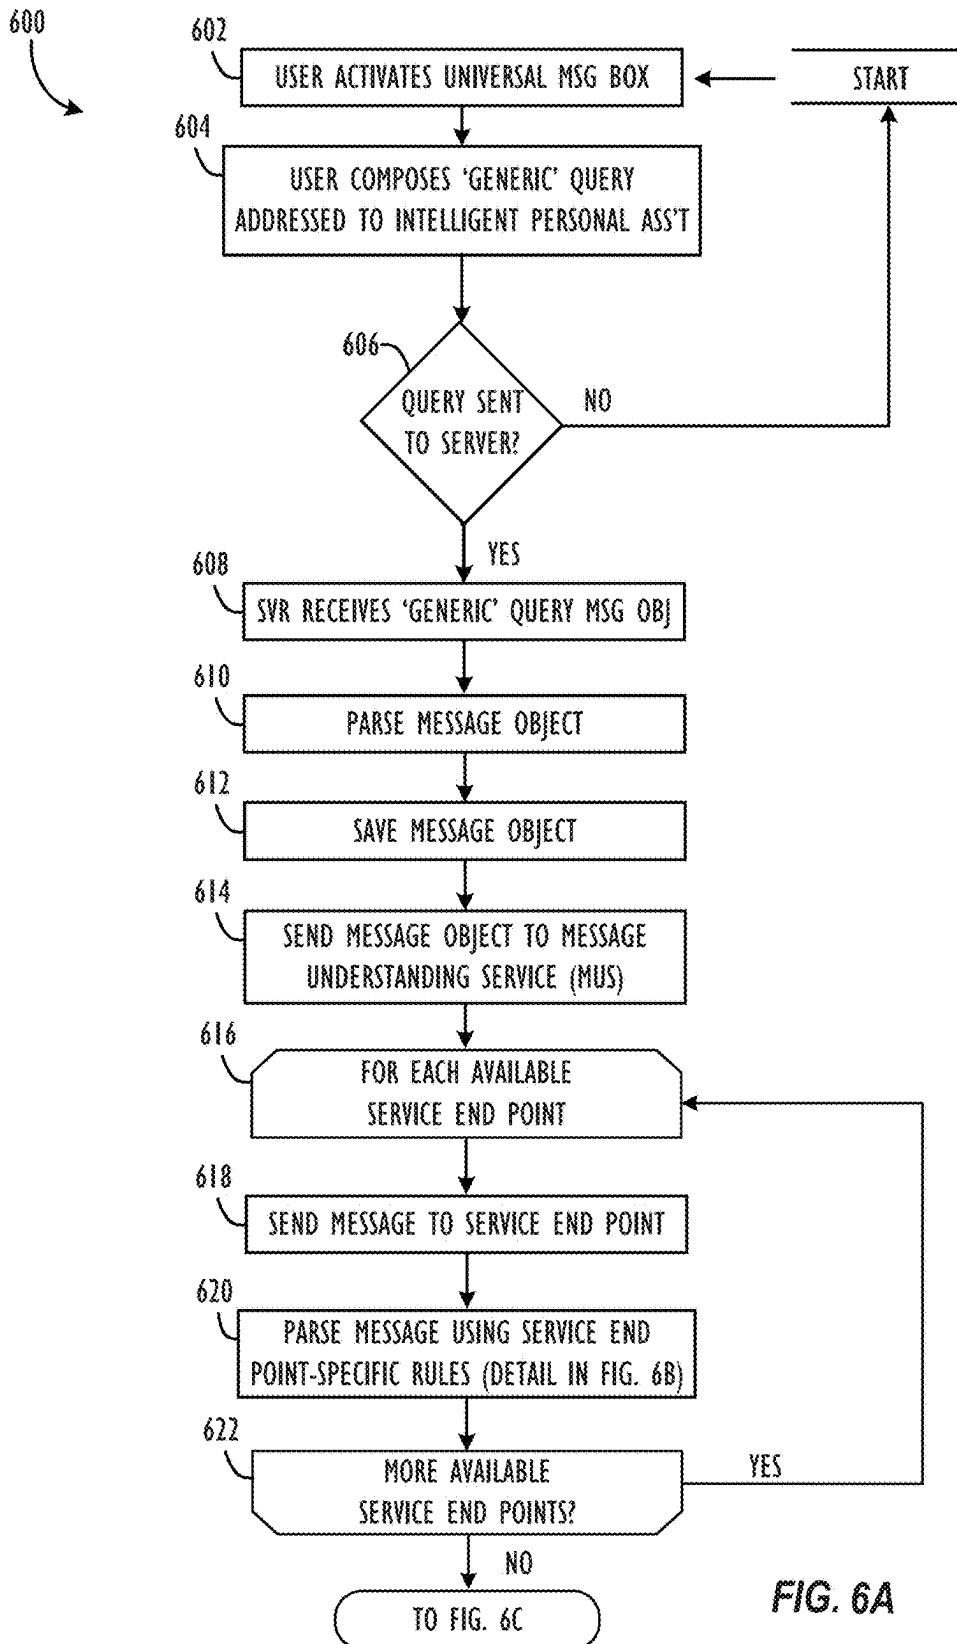 600
602
USER ACTIVATES UNIVERSAL MSG BOX
START
604
USER COMPOSES ‘GENERIC’ QUERY
ADDRESSED TO INTELLIGENT PERSONAL ASS’T
606
QUERY SENT
TO SERVER?
NO
YES
608
SVR RECEIVES ‘GENERIC’ QUERY MSG OBJ
610
PARSE MESSAGE OBJECT
612
SAVE MESSAGE OBJECT
614
SEND MESSAGE OBJECT TO MESSAGE
UNDERSTANDING SERVICE (MUS)
616
FOR EACH AVAILABLE
SERVICE END POINT
618
SEND MESSAGE TO SERVICE END POINT
620
PARSE MESSAGE USING SERVICE END
POINT-SPECIFIC RULES (DETAIL IN FIG. 6B)
622
MORE AVAILABLE
SERVICE END POINTS?
YES
NO
TO FIG. 6C
FIG. 6A